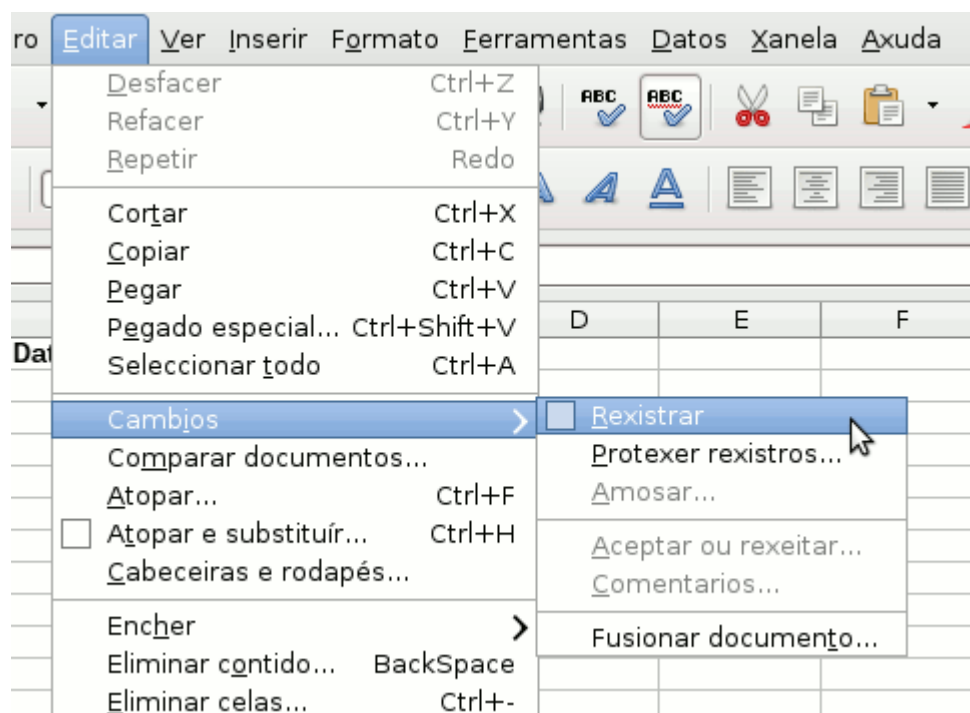 ro Editar Ver Inserir Formato Ferramentas Datos Xanela Axuda
Desfacer Ctrl+Z
ABC ABC
Refacer Ctrl+Y
Repetir Redo
A A
Cortar Ctrl+X
Copiar Ctrl+C
Pegar Ctrl+V
Pegado especial... Ctrl+Shift+V
D E F
Dat
Seleccionar todo Ctrl+A
Cambios
Rexistrar
Comparar documentos...
Protexer rexistros...
Atopar... Ctrl+F
Amosar...
Atopar e substituír... Ctrl+H
Aceptar ou rexeitar...
Cabeceiras e rodapés...
Comentarios...
Encher
Fusionar documento...
Eliminar contido... BackSpace
Eliminar celas... Ctrl+-